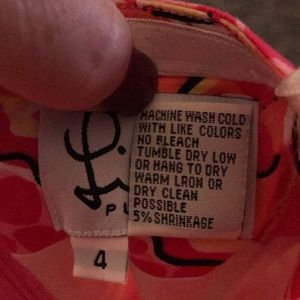 MACHINE WASH COLD
WITH LIKE COLORS
NO BLEACH
TUMBLE DRY LOW
OR HANG TO DRY
WARM LRON OR
DRY CLEAN
POSSIBLE
5% SHRINKAGE
4